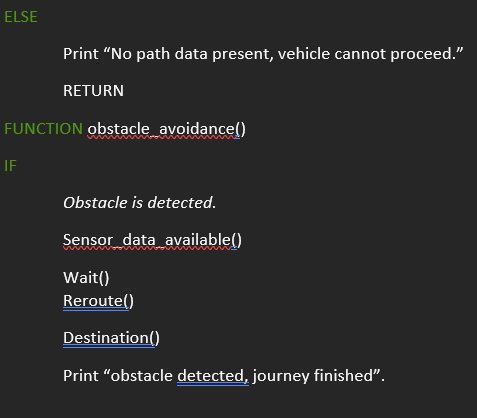 ELSE
Print “No path data present, vehicle cannot proceed.”
RETURN
FUNCTION obstacle_avoidance()
IF
Obstacle is detected.
Sensor_data_available()
Wait()
Reroute()
Destination()
Print “obstacle detected, journey finished”.